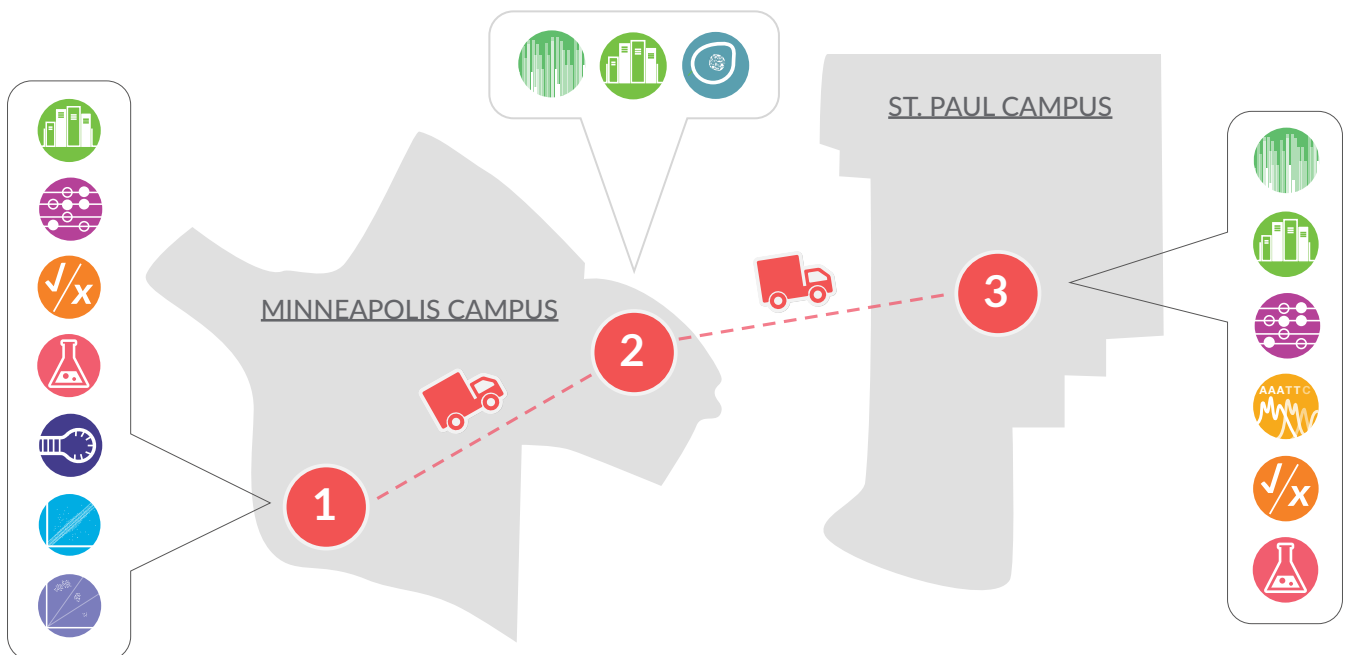 ST. PAUL CAMPUS
MINNEAPOLIS CAMPUS
1
2
3
AAATTC
√/x
√/x